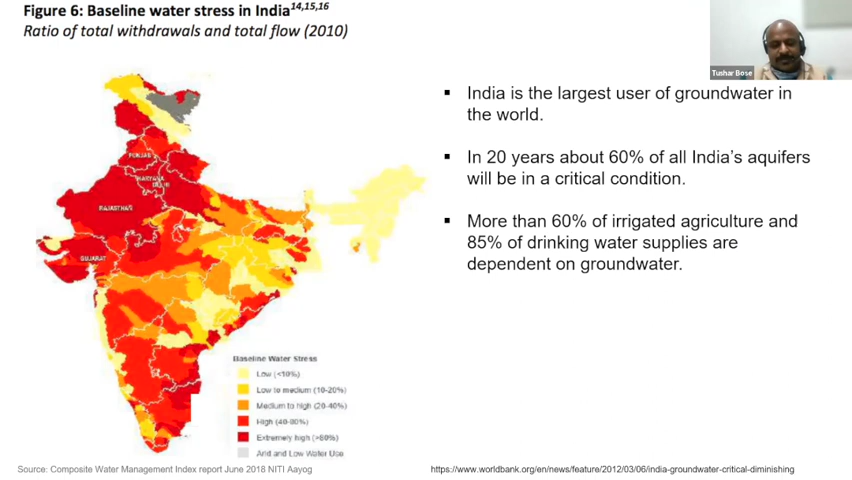 Figure 6: Baseline water stress in India14,15,16
Ratio of total withdrawals and total flow (2010)
Tushar Bose
▪ India is the largest user of groundwater in
the world.
▪ In 20 years about 60% of all India's aquifers
will be in a critical condition.
▪ More than 60% of irrigated agriculture and
85% of drinking water supplies are
dependent on groundwater.
PUNJAB
HARYANA
DELHI
RAJASTHAN
GUJARAT
Baseline Water Stress
Low (<10%)
Low to medium (10-20%)
Medium to high (20-40%)
High (40-80%)
Extremely high (>80%)
Arid and Low Water Use
Source: Composite Water Management Index report June 2018 NITI Aayog
https://www.worldbank.org/en/news/feature/2012/03/06/india-groundwater-critical-diminishing